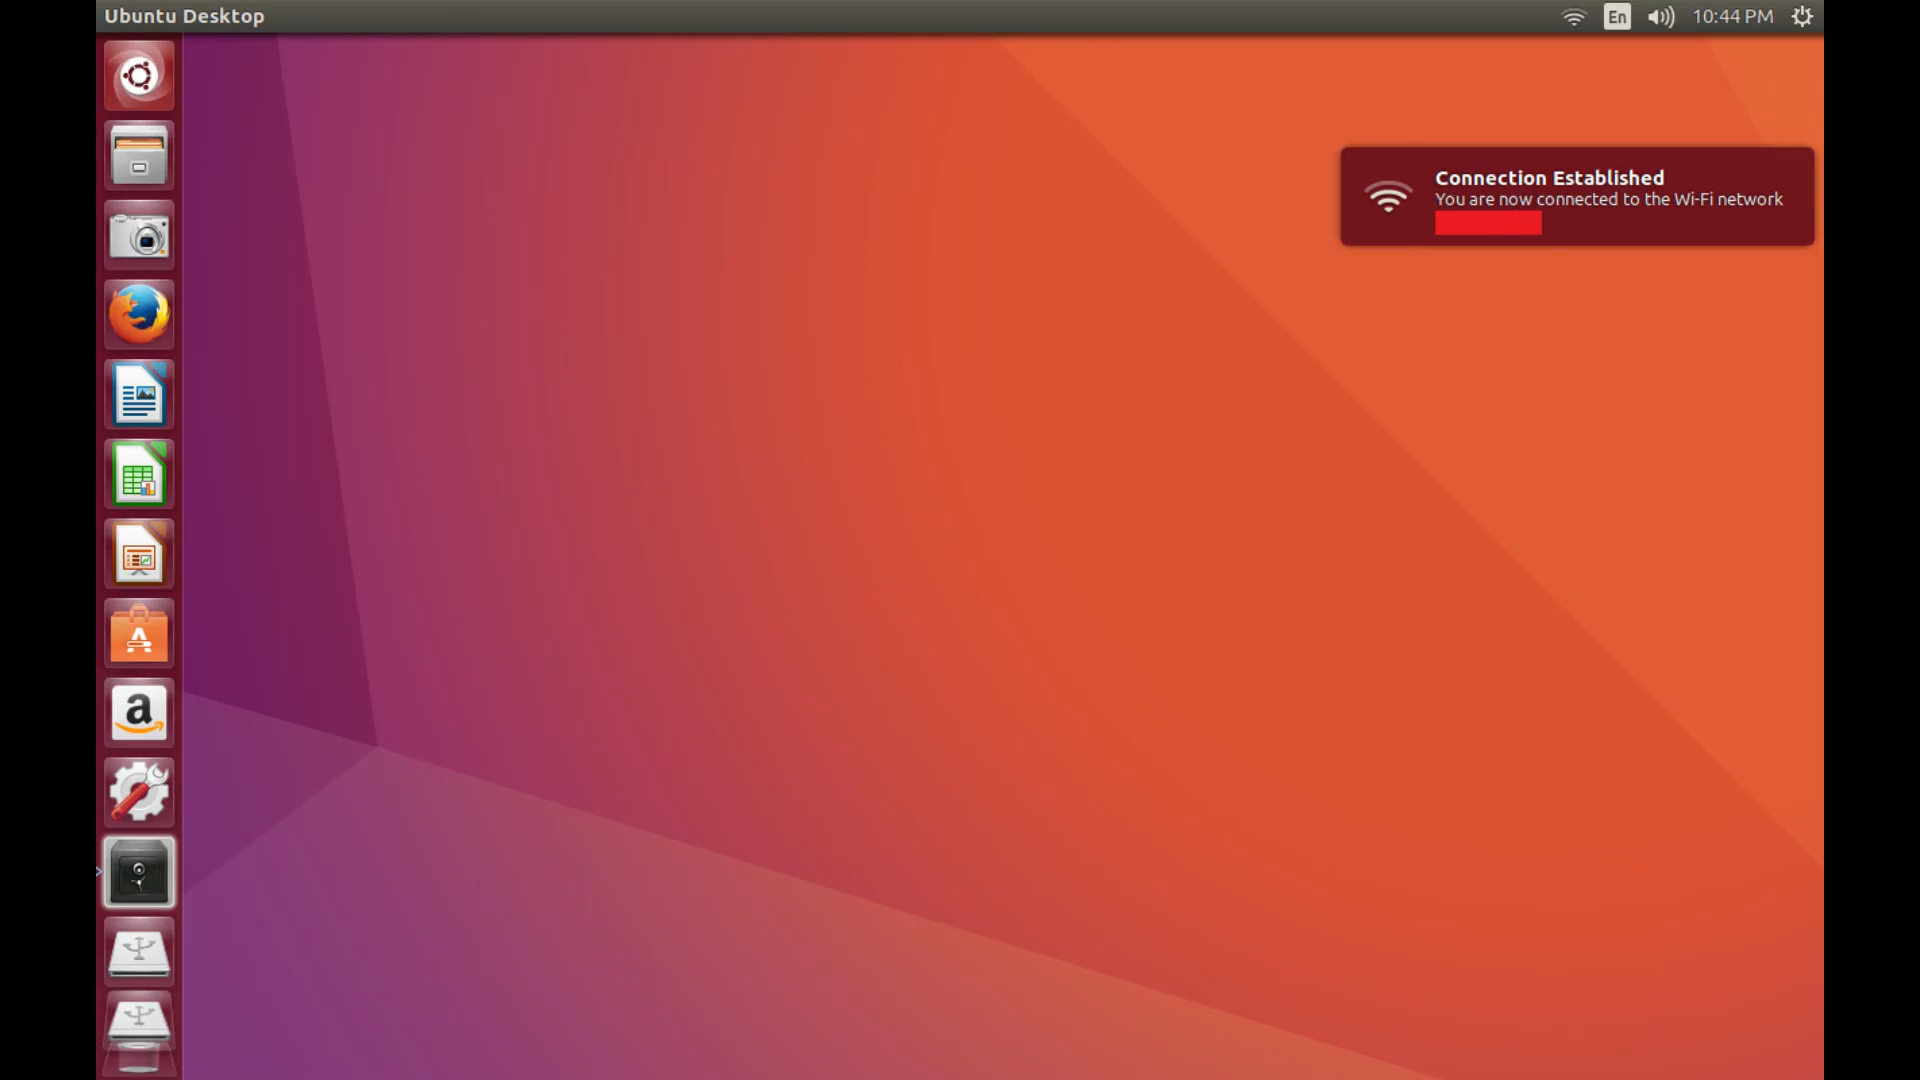 Ubuntu Desktop
En
10:44 PM
Connection Established
You are now connected to the Wi-Fi network
A
a